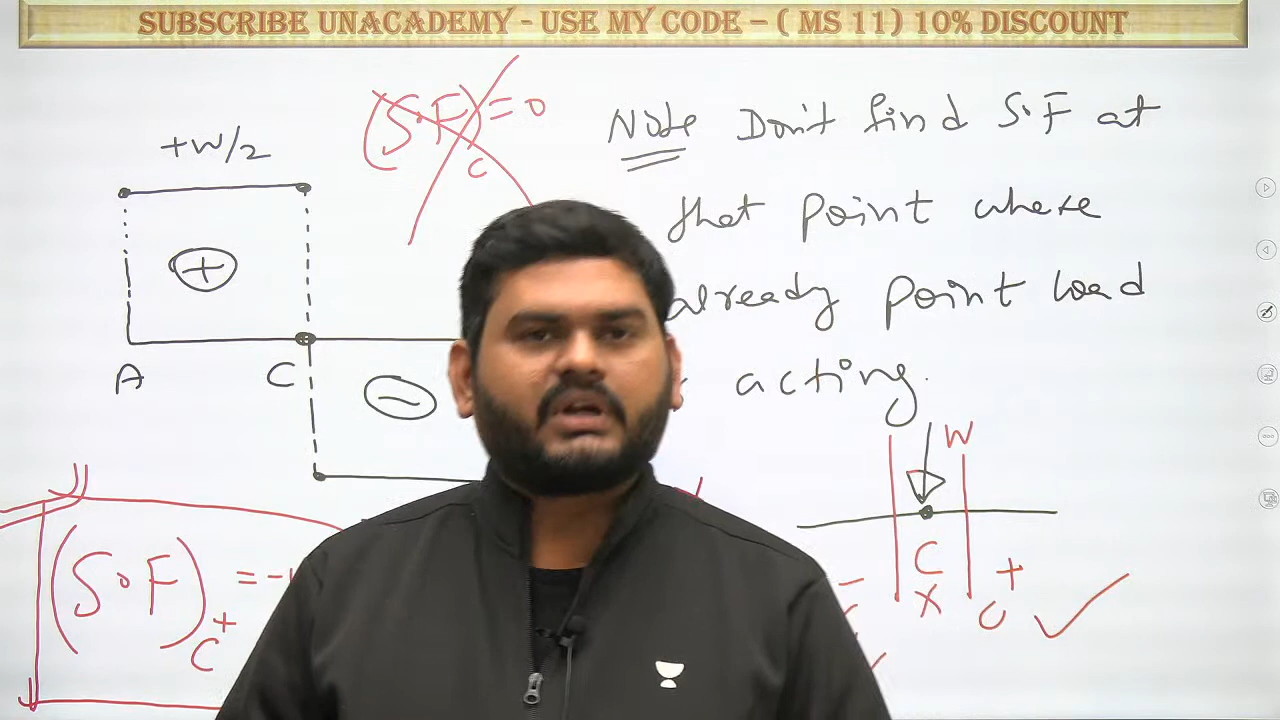 SUBSCRIBE UNACADEMY - USE MY CODE – ( MS 11) 10% DISCOUNT
+W/2
(S.F)C = 0
Note Don't find S.F at
that point where
already point load
acting.
+
A
C
−
W
C
X
−
+
C
(S.F)C+ = -